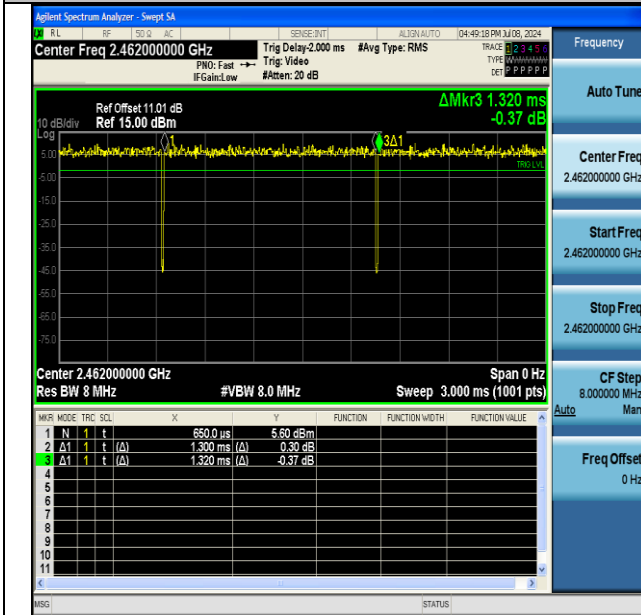 Agilent Spectrum Analyzer - Swept SA
RL RF 50 Ω AC SENSE:INT ALIGN AUTO 04:49:18 PM Jul 08, 2024
Center Freq 2.462000000 GHz
PNO: Fast
IFGain:Low
Trig Delay-2.000 ms
Trig: Video
#Atten: 20 dB
#Avg Type: RMS
TRACE 1 2 3 4 5 6
TYPE
DET P P P P P P
ΔMkr3 1.320 ms
-0.37 dB
Ref Offset 11.01 dB
Ref 15.00 dBm
10 dB/div
Log
1
3Δ1
5.00
TRIG LVL
-5.00
-15.0
-25.0
-35.0
-45.0
-55.0
-65.0
-75.0
Center 2.462000000 GHz
Span 0 Hz
Res BW 8 MHz
#VBW 8.0 MHz
Sweep 3.000 ms (1001 pts)
MKR MODE TRC SCL X Y FUNCTION FUNCTION WIDTH FUNCTION VALUE
1 N 1 t 650.0 µs 5.60 dBm
2 Δ1 1 t (Δ) 1.300 ms (Δ) 0.30 dB
3 Δ1 1 t (Δ) 1.320 ms (Δ) -0.37 dB
4
5
6
7
8
9
10
11
MSG
STATUS
Frequency
Auto Tune
Center Freq
2.462000000 GHz
Start Freq
2.462000000 GHz
Stop Freq
2.462000000 GHz
CF Step
8.000000 MHz
Auto Man
Freq Offset
0 Hz